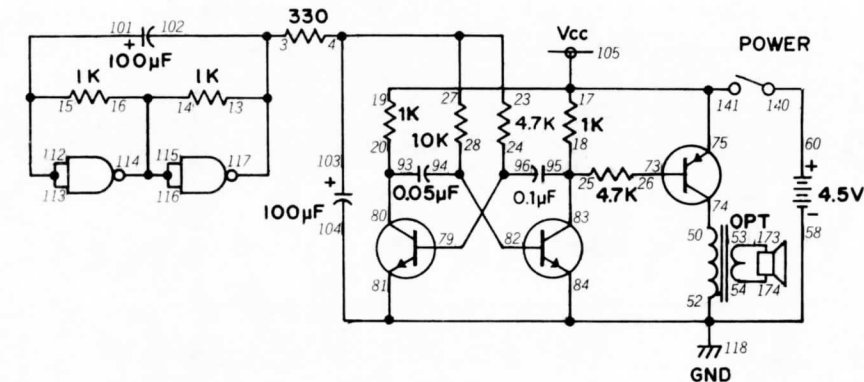 330
101 102
+
100µF
3 4
Vcc
105
POWER
1K 1K
15 16 14 13
19 27 23 17
141 140
1K 10K 4.7K 1K
20 28 24 18
112 114 115 117
113 116
103
+
100µF
104
93 94 96 95
0.05µF 0.1µF
25 26 73
4.7K
75
74
60
+
4.5V
−
58
80 79 82 83
81 84
OPT
50 53 173
52 54 174
118
GND